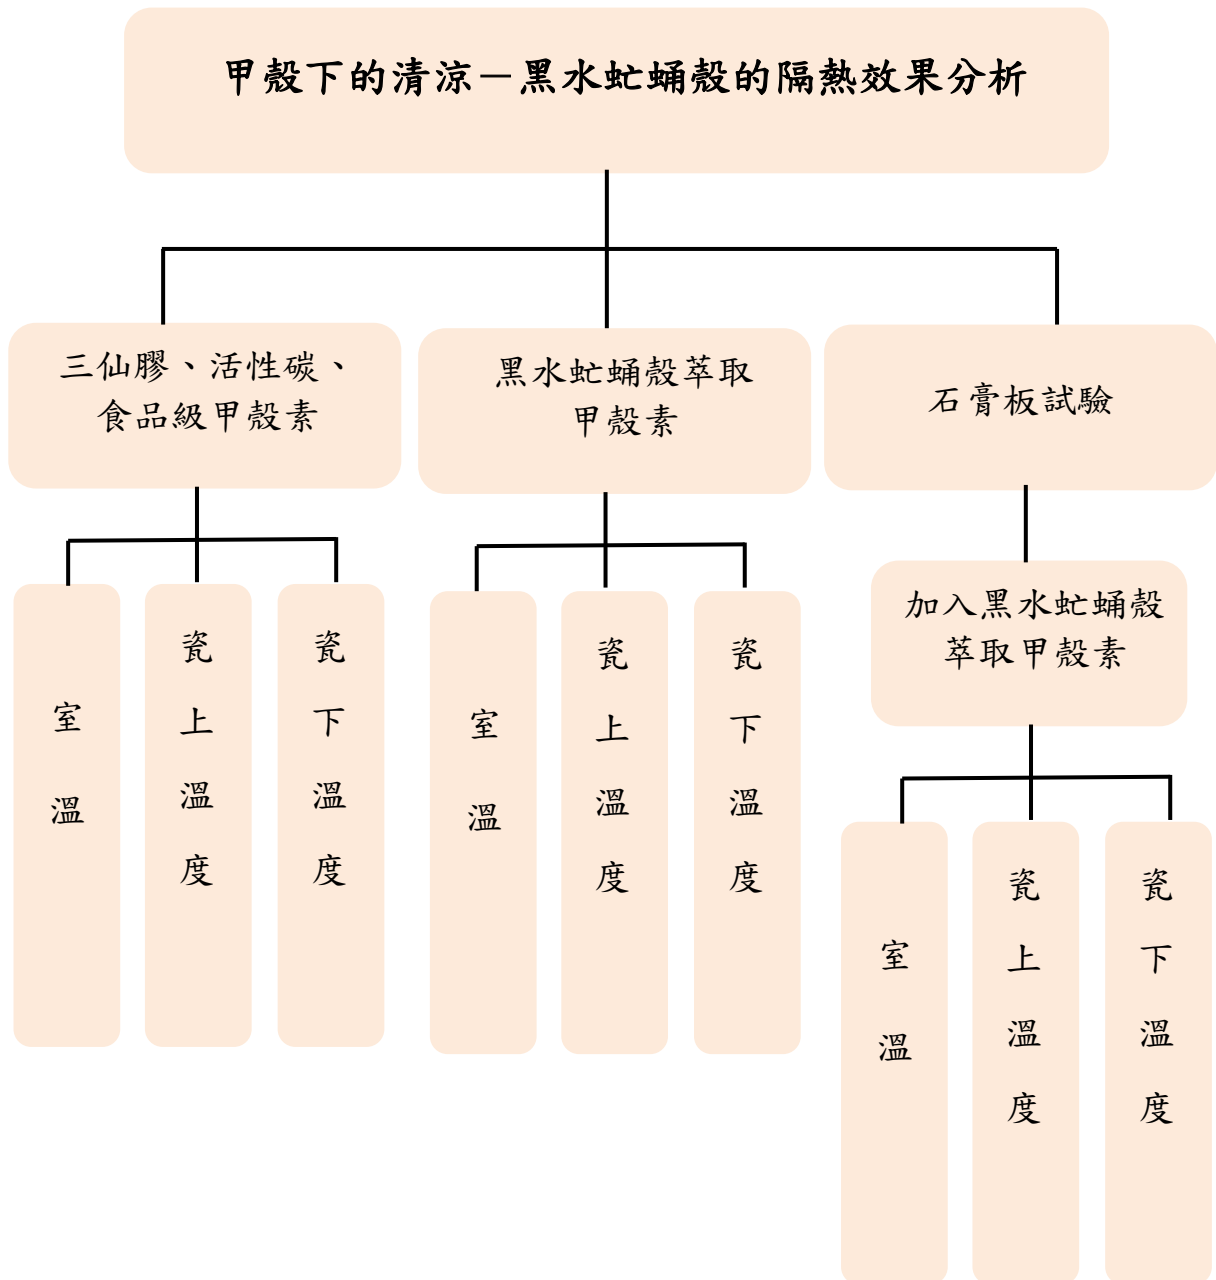 甲殼下的清涼－黑水虻蛹殼的隔熱效果分析
三仙膠、活性碳、
食品級甲殼素
黑水虻蛹殼萃取
甲殼素
石膏板試驗
室溫
瓷上溫度
瓷下溫度
室溫
瓷上溫度
瓷下溫度
加入黑水虻蛹殼
萃取甲殼素
室溫
瓷上溫度
瓷下溫度